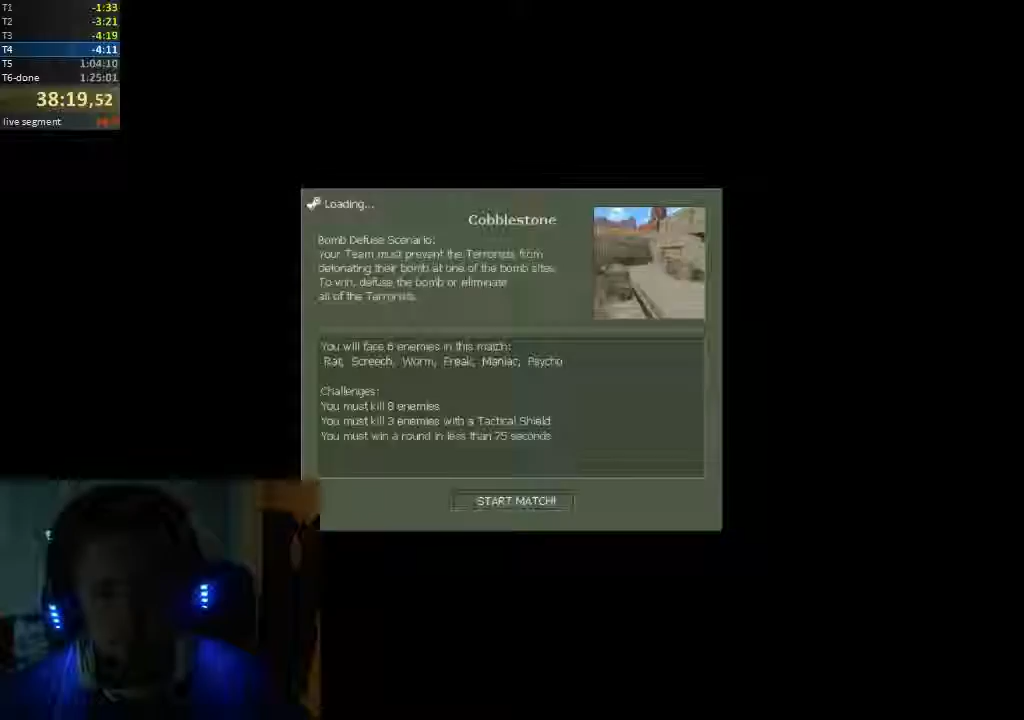 T1 -1:33
T2 -3:21
T3 -4:19
T4 -4:11
T5 1:04:10
T6-done 1:25:01
38:19,52
live segment
Loading...
Cobblestone
Bomb Defuse Scenario:
Your Team must prevent the Terrorists from
detonating their bomb at one of the bomb sites.
To win, defuse the bomb or eliminate
all of the Terrorists.
You will face 6 enemies in this match:
Rat, Screech, Worm, Freak, Maniac, Psycho
Challenges:
You must kill 8 enemies
You must kill 3 enemies with a Tactical Shield
You must win a round in less than 75 seconds
START MATCH!